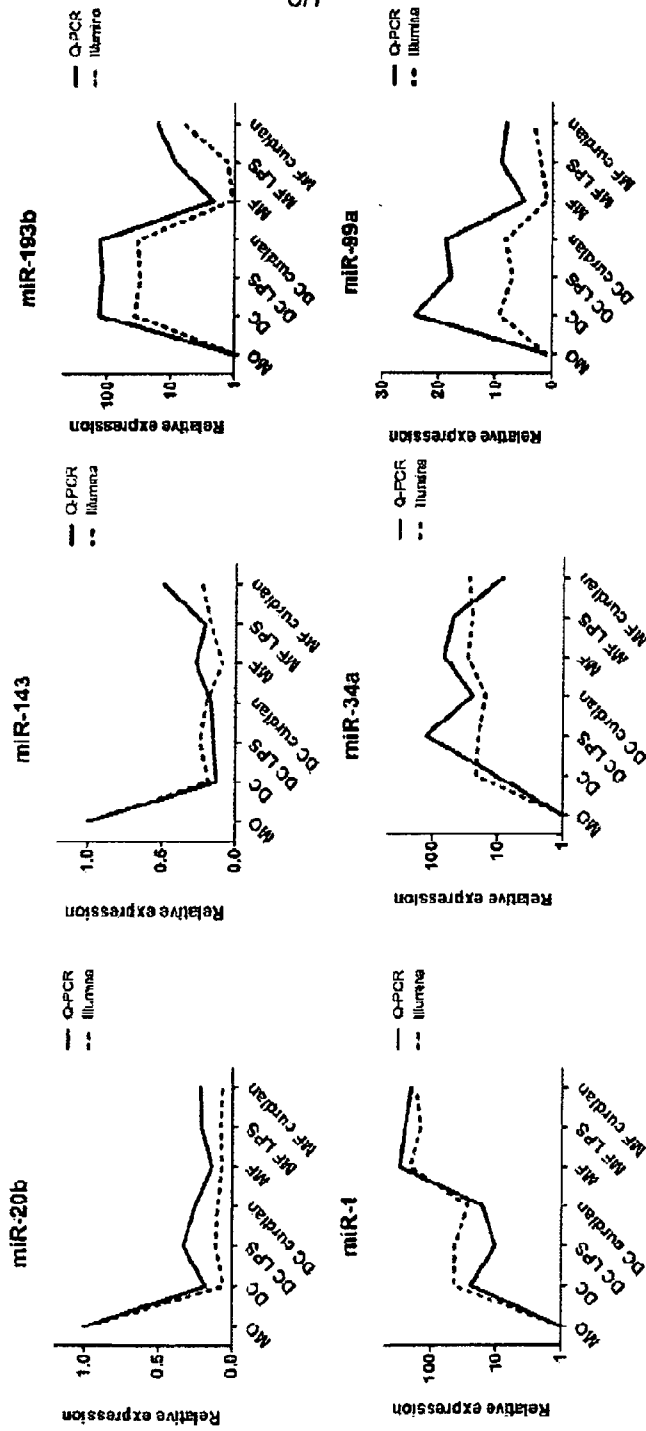 miR-20b
Q-PCR
Illumina
Relative expression
1.0
0.5
0.0
MO
DC
DC LPS
DC curdlan
MF
MF LPS
MF curdlan
miR-143
Q-PCR
Illumina
Relative expression
1.0
0.5
0.0
MO
DC
DC LPS
DC curdlan
MF
MF LPS
MF curdlan
miR-193b
Q-PCR
Illumina
Relative expression
100
10
1
MO
DC
DC LPS
DC curdlan
MF
MF LPS
MF curdlan
miR-1
Q-PCR
Illumina
Relative expression
100
10
1
MO
DC
DC LPS
DC curdlan
MF
MF LPS
MF curdlan
miR-34a
Q-PCR
Illumina
Relative expression
100
10
1
MO
DC
DC LPS
DC curdlan
MF
MF LPS
MF curdlan
miR-99a
Q-PCR
Illumina
Relative expression
30
20
10
0
MO
DC
DC LPS
DC curdlan
MF
MF LPS
MF curdlan